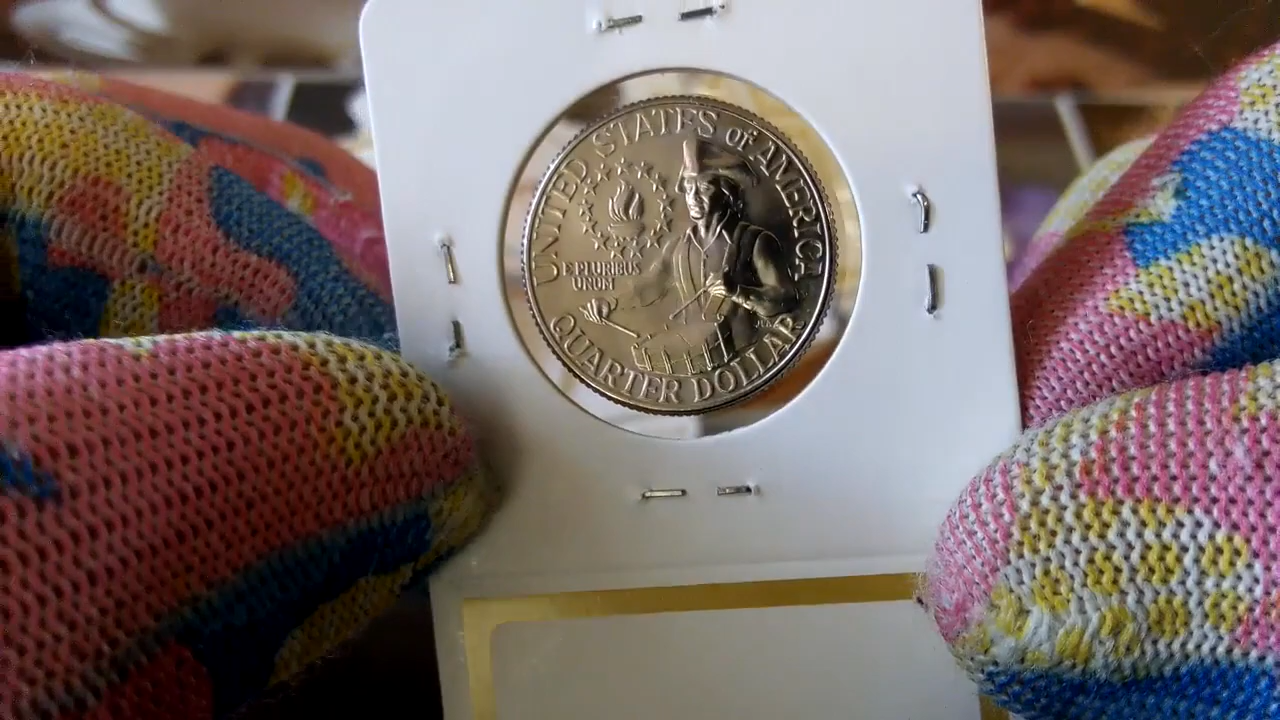 UNITED STATES of AMERICA
E PLURIBUS
UNUM
QUARTER DOLLAR